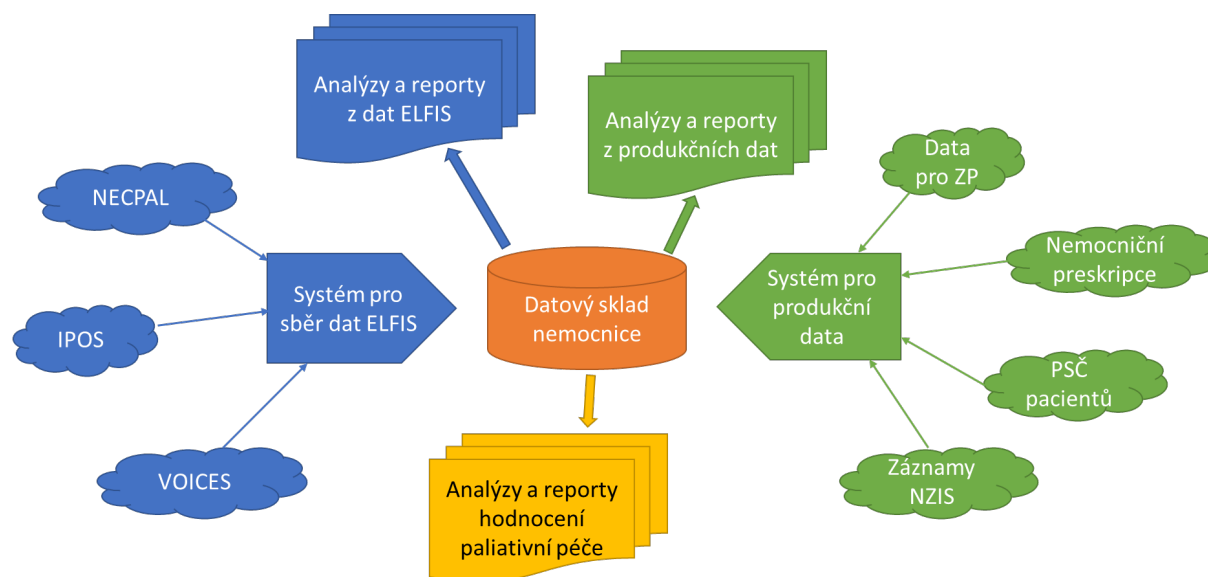 Analýzy a reporty
z dat ELFIS
Analýzy a reporty
z produkčních dat
Data
pro ZP
NECPAL
Nemocniční
preskripce
Systém pro
sběr dat ELFIS
Datový sklad
nemocnice
Systém pro
produkční
data
IPOS
PSČ
pacientů
VOICES
Záznamy
NZIS
Analýzy a reporty
hodnocení
paliativní péče